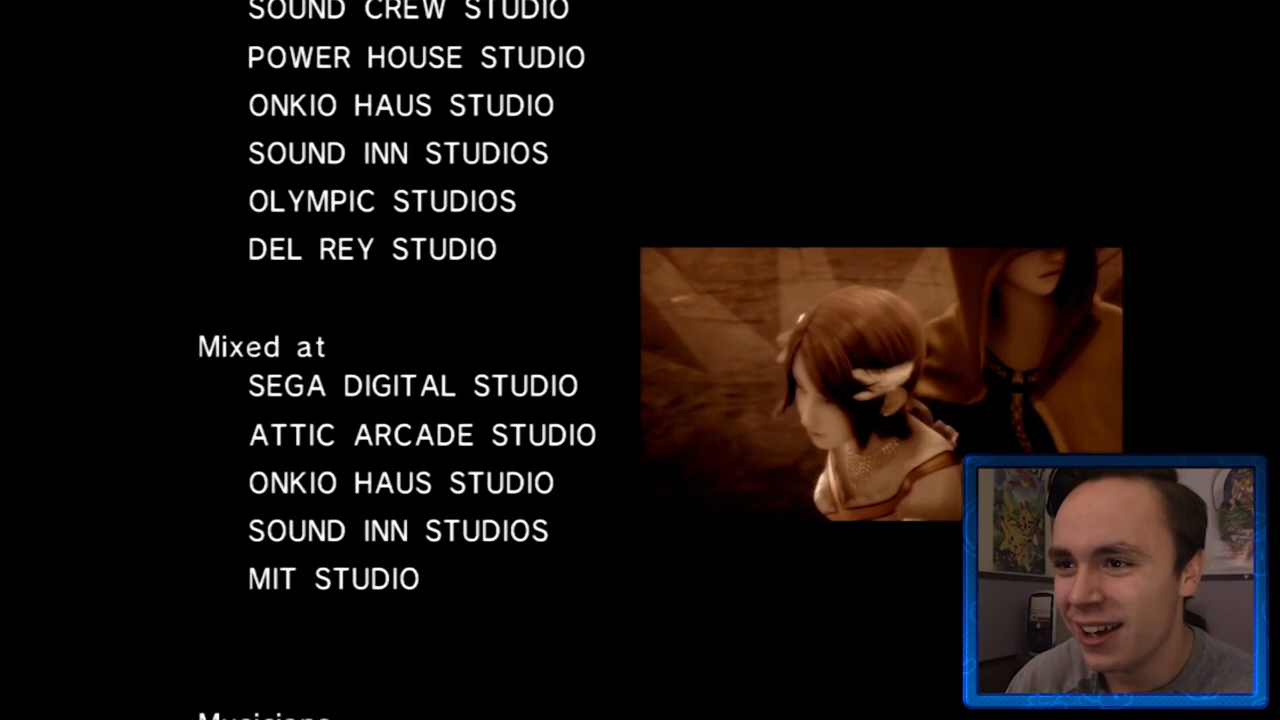 SOUND CREW STUDIO
POWER HOUSE STUDIO
ONKIO HAUS STUDIO
SOUND INN STUDIOS
OLYMPIC STUDIOS
DEL REY STUDIO
Mixed at
SEGA DIGITAL STUDIO
ATTIC ARCADE STUDIO
ONKIO HAUS STUDIO
SOUND INN STUDIOS
MIT STUDIO
Musicians